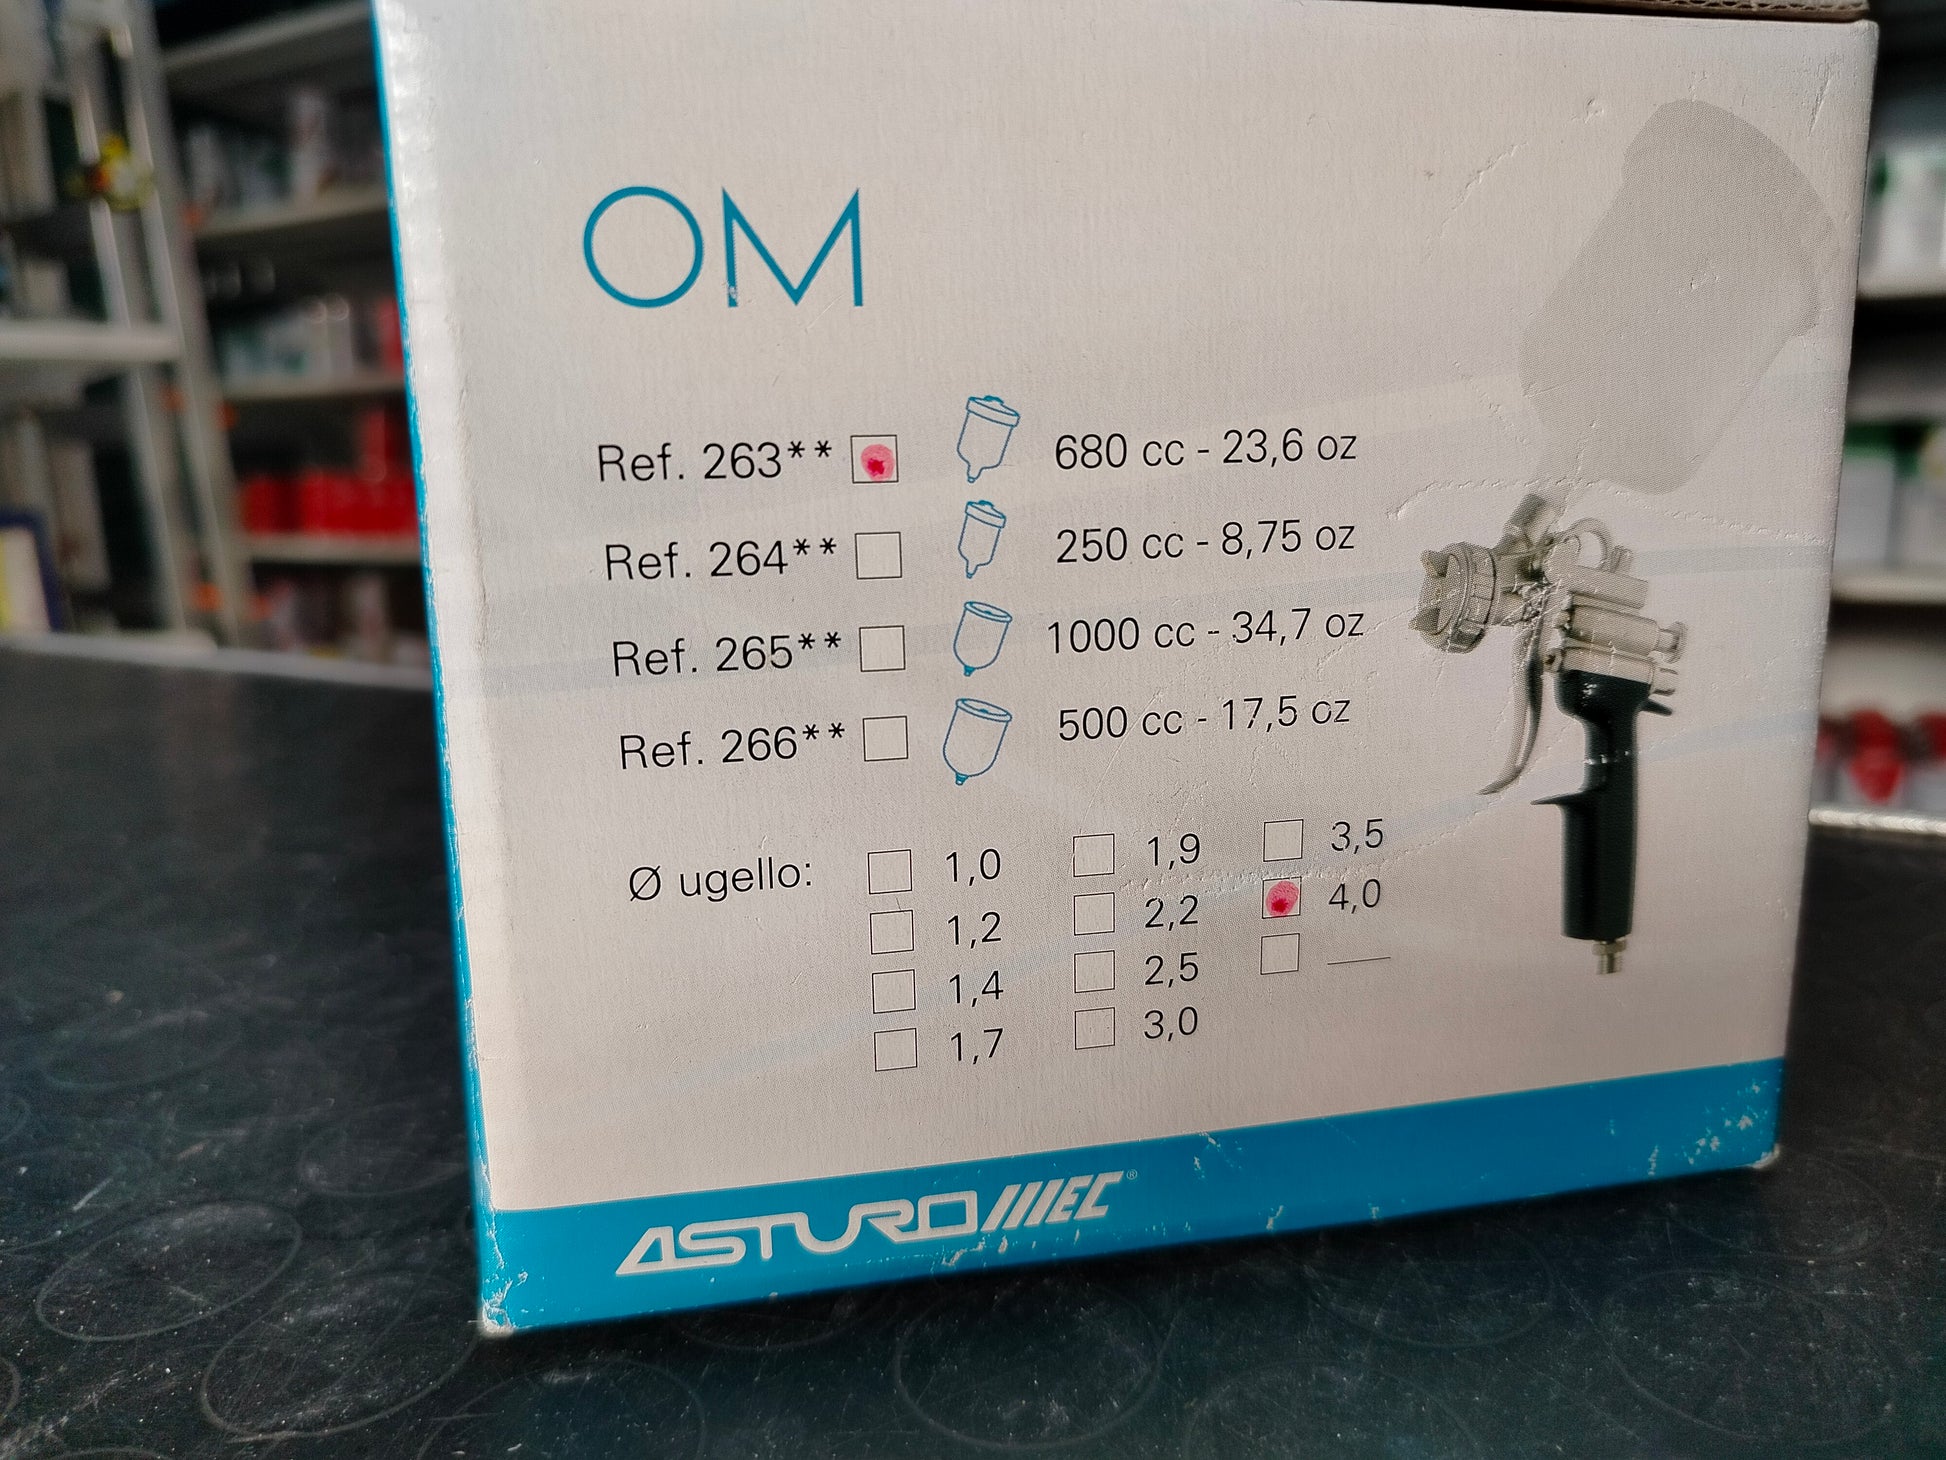 OM
Ref. 263** 680 cc - 23,6 oz
Ref. 264** 250 cc - 8,75 oz
Ref. 265** 1000 cc - 34,7 oz
Ref. 266** 500 cc - 17,5 oz
Ø ugello: 1,0 1,9 3,5
1,2 2,2 4,0
1,4 2,5
1,7 3,0
ASTUROMEC®